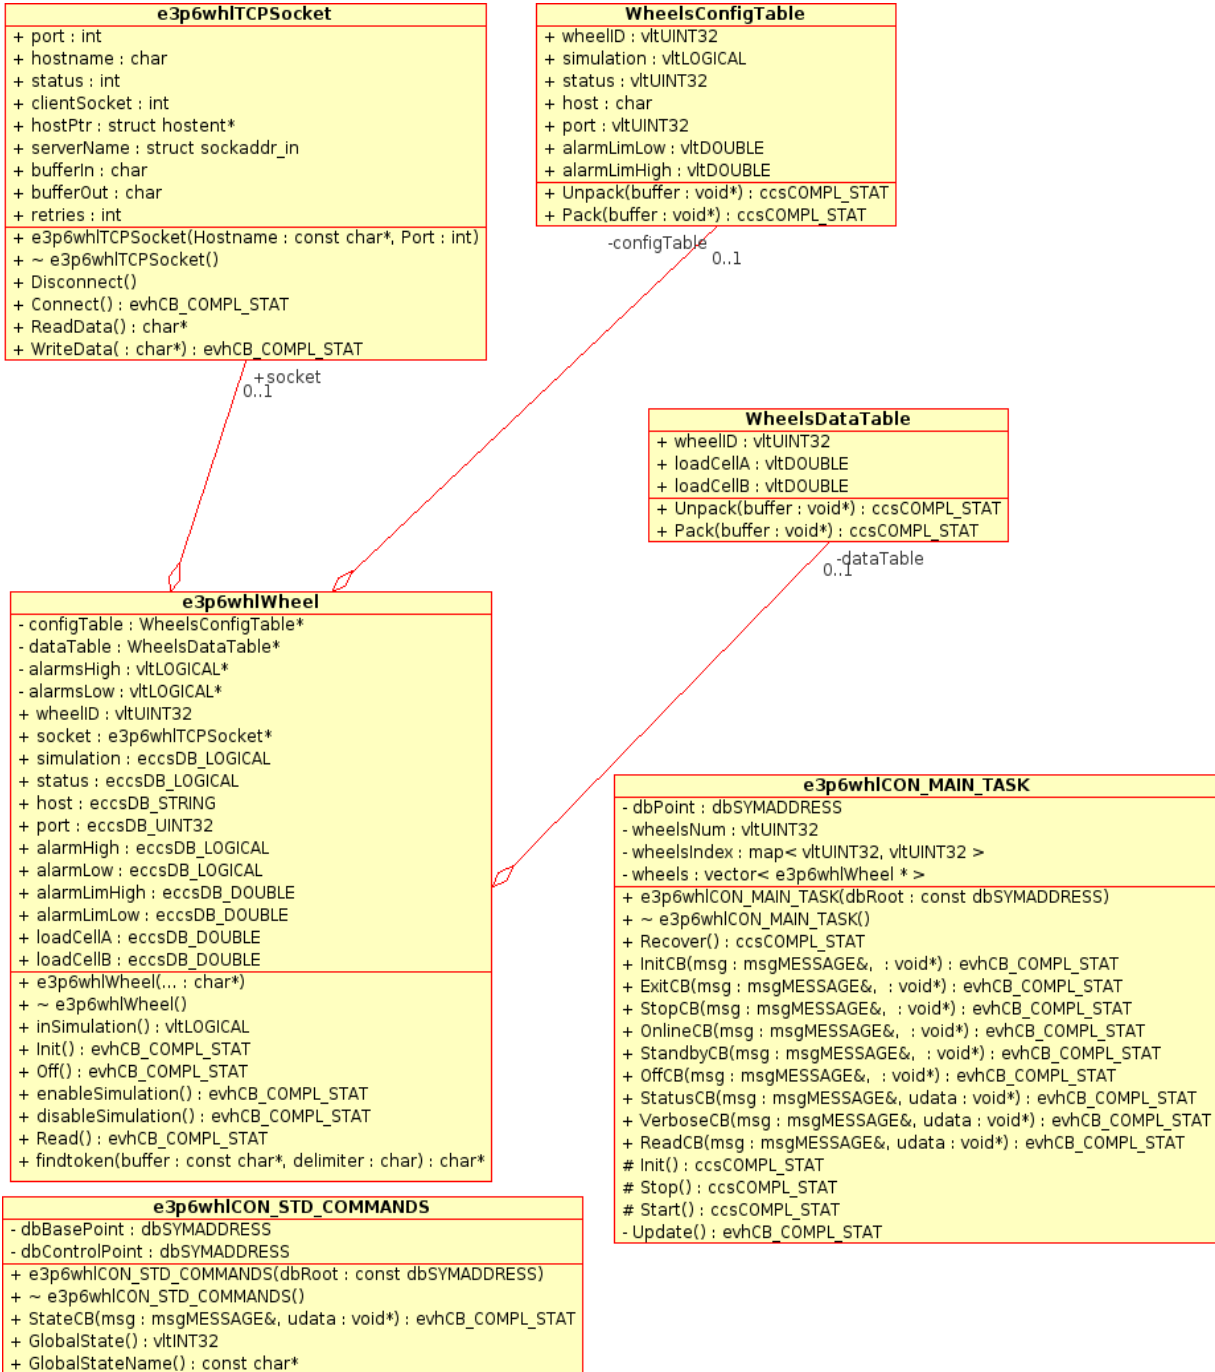 e3p6whlTCPSocket
+ port : int
+ hostname : char
+ status : int
+ clientSocket : int
+ hostPtr : struct hostent*
+ serverName : struct sockaddr_in
+ bufferIn : char
+ bufferOut : char
+ retries : int
+ e3p6whlTCPSocket(Hostname : const char*, Port : int)
+ ~ e3p6whlTCPSocket()
+ Disconnect()
+ Connect() : evhCB_COMPL_STAT
+ ReadData() : char*
+ WriteData( : char*) : evhCB_COMPL_STAT
+socket
0..1
WheelsConfigTable
+ wheelID : vltUINT32
+ simulation : vltLOGICAL
+ status : vltUINT32
+ host : char
+ port : vltUINT32
+ alarmLimLow : vltDOUBLE
+ alarmLimHigh : vltDOUBLE
+ Unpack(buffer : void*) : ccsCOMPL_STAT
+ Pack(buffer : void*) : ccsCOMPL_STAT
-configTable
0..1
WheelsDataTable
+ wheelID : vltUINT32
+ loadCellA : vltDOUBLE
+ loadCellB : vltDOUBLE
+ Unpack(buffer : void*) : ccsCOMPL_STAT
+ Pack(buffer : void*) : ccsCOMPL_STAT
-dataTable
0..1
e3p6whlWheel
- configTable : WheelsConfigTable*
- dataTable : WheelsDataTable*
- alarmsHigh : vltLOGICAL*
- alarmsLow : vltLOGICAL*
+ wheelID : vltUINT32
+ socket : e3p6whlTCPSocket*
+ simulation : eccsDB_LOGICAL
+ status : eccsDB_LOGICAL
+ host : eccsDB_STRING
+ port : eccsDB_UINT32
+ alarmHigh : eccsDB_LOGICAL
+ alarmLow : eccsDB_LOGICAL
+ alarmLimHigh : eccsDB_DOUBLE
+ alarmLimLow : eccsDB_DOUBLE
+ loadCellA : eccsDB_DOUBLE
+ loadCellB : eccsDB_DOUBLE
+ e3p6whlWheel(... : char*)
+ ~ e3p6whlWheel()
+ inSimulation() : vltLOGICAL
+ Init() : evhCB_COMPL_STAT
+ Off() : evhCB_COMPL_STAT
+ enableSimulation() : evhCB_COMPL_STAT
+ disableSimulation() : evhCB_COMPL_STAT
+ Read() : evhCB_COMPL_STAT
+ findtoken(buffer : const char*, delimiter : char) : char*
e3p6whlCON_MAIN_TASK
- dbPoint : dbSYMADDRESS
- wheelsNum : vltUINT32
- wheelsIndex : map< vltUINT32, vltUINT32 >
- wheels : vector< e3p6whlWheel * >
+ e3p6whlCON_MAIN_TASK(dbRoot : const dbSYMADDRESS)
+ ~ e3p6whlCON_MAIN_TASK()
+ Recover() : ccsCOMPL_STAT
+ InitCB(msg : msgMESSAGE&,  : void*) : evhCB_COMPL_STAT
+ ExitCB(msg : msgMESSAGE&,  : void*) : evhCB_COMPL_STAT
+ StopCB(msg : msgMESSAGE&,  : void*) : evhCB_COMPL_STAT
+ OnlineCB(msg : msgMESSAGE&,  : void*) : evhCB_COMPL_STAT
+ StandbyCB(msg : msgMESSAGE&,  : void*) : evhCB_COMPL_STAT
+ OffCB(msg : msgMESSAGE&,  : void*) : evhCB_COMPL_STAT
+ StatusCB(msg : msgMESSAGE&, udata : void*) : evhCB_COMPL_STAT
+ VerboseCB(msg : msgMESSAGE&, udata : void*) : evhCB_COMPL_STAT
+ ReadCB(msg : msgMESSAGE&, udata : void*) : evhCB_COMPL_STAT
# Init() : ccsCOMPL_STAT
# Stop() : ccsCOMPL_STAT
# Start() : ccsCOMPL_STAT
- Update() : evhCB_COMPL_STAT
e3p6whlCON_STD_COMMANDS
- dbBasePoint : dbSYMADDRESS
- dbControlPoint : dbSYMADDRESS
+ e3p6whlCON_STD_COMMANDS(dbRoot : const dbSYMADDRESS)
+ ~ e3p6whlCON_STD_COMMANDS()
+ StateCB(msg : msgMESSAGE&, udata : void*) : evhCB_COMPL_STAT
+ GlobalState() : vltINT32
+ GlobalStateName() : const char*